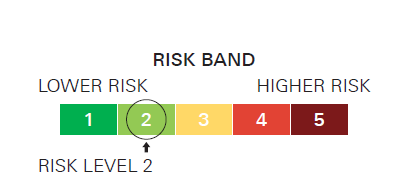 RISK BAND
LOWER RISK HIGHER RISK
1 2 3 4 5
RISK LEVEL 2